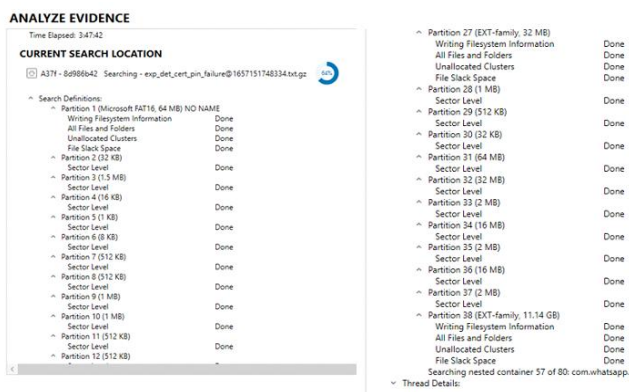 ANALYZE EVIDENCE
Time Elapsed: 3:47:42
CURRENT SEARCH LOCATION
A37f - 8d986b42 Searching - exp_det_cert_pin_failure@1657151748334.txt.gz
64%
Search Definitions:
Partition 1 (Microsoft FAT16, 64 MB) NO NAME
Writing Filesystem Information Done
All Files and Folders Done
Unallocated Clusters Done
File Slack Space Done
Partition 2 (32 KB)
Sector Level Done
Partition 3 (1.5 MB)
Sector Level Done
Partition 4 (16 KB)
Sector Level Done
Partition 5 (1 KB)
Sector Level Done
Partition 6 (8 KB)
Sector Level Done
Partition 7 (512 KB)
Sector Level Done
Partition 8 (512 KB)
Sector Level Done
Partition 9 (1 MB)
Sector Level Done
Partition 10 (1 MB)
Sector Level Done
Partition 11 (512 KB)
Sector Level Done
Partition 12 (512 KB)
Partition 27 (EXT-family, 32 MB)
Writing Filesystem Information Done
All Files and Folders Done
Unallocated Clusters Done
File Slack Space Done
Partition 28 (1 MB)
Sector Level Done
Partition 29 (512 KB)
Sector Level Done
Partition 30 (32 KB)
Sector Level Done
Partition 31 (64 MB)
Sector Level Done
Partition 32 (32 MB)
Sector Level Done
Partition 33 (2 MB)
Sector Level Done
Partition 34 (16 MB)
Sector Level Done
Partition 35 (2 MB)
Sector Level Done
Partition 36 (16 MB)
Sector Level Done
Partition 37 (2 MB)
Sector Level Done
Partition 38 (EXT-family, 11.14 GB)
Writing Filesystem Information Done
All Files and Folders Done
Unallocated Clusters Done
File Slack Space Done
Searching nested container 57 of 80: com.whatsapp.
Thread Details: